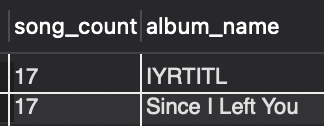 song_count album_name
17 IYRTITL
17 Since I Left You